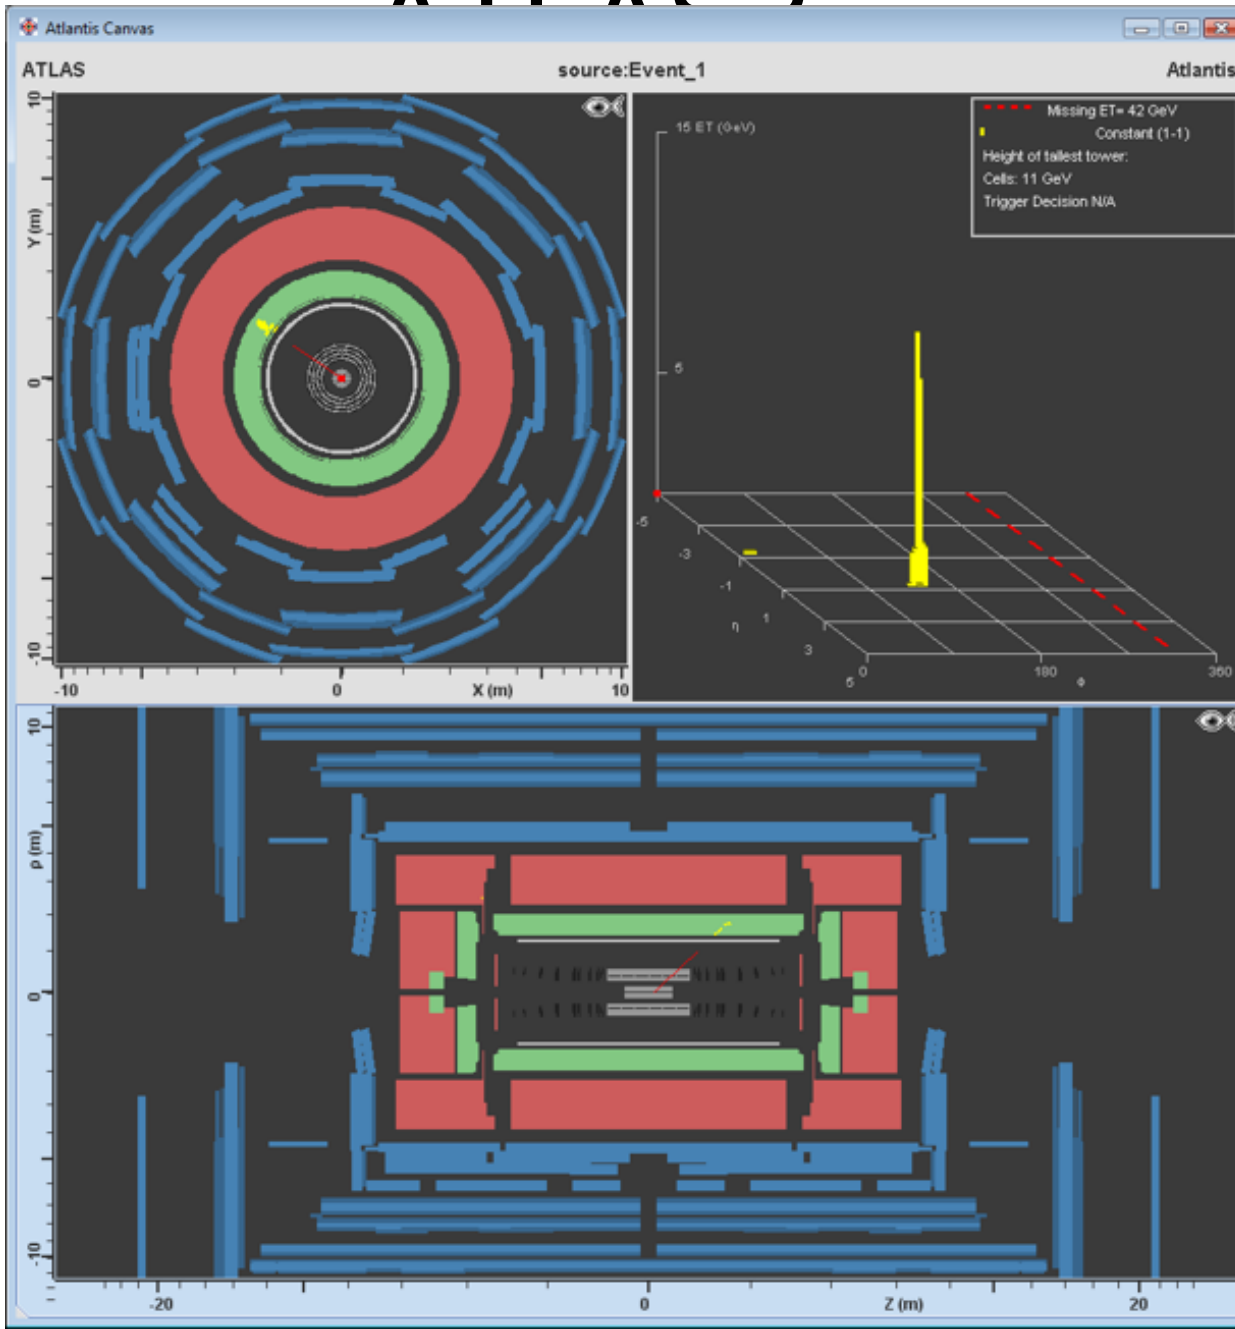 Atlantis Canvas
ATLAS source:Event_1 Atlantis
10
Y (m)
0
-10
-10 0 X (m) 10
15 ET (GeV)
5
Missing ET= 42 GeV
Constant (1-1)
Height of tallest tower:
Cells: 11 GeV
Trigger Decision N/A
-5
-3
-1
η 1
3
5
0 180 Φ 360
10
ρ (m)
0
-10
-20 0 Z (m) 20